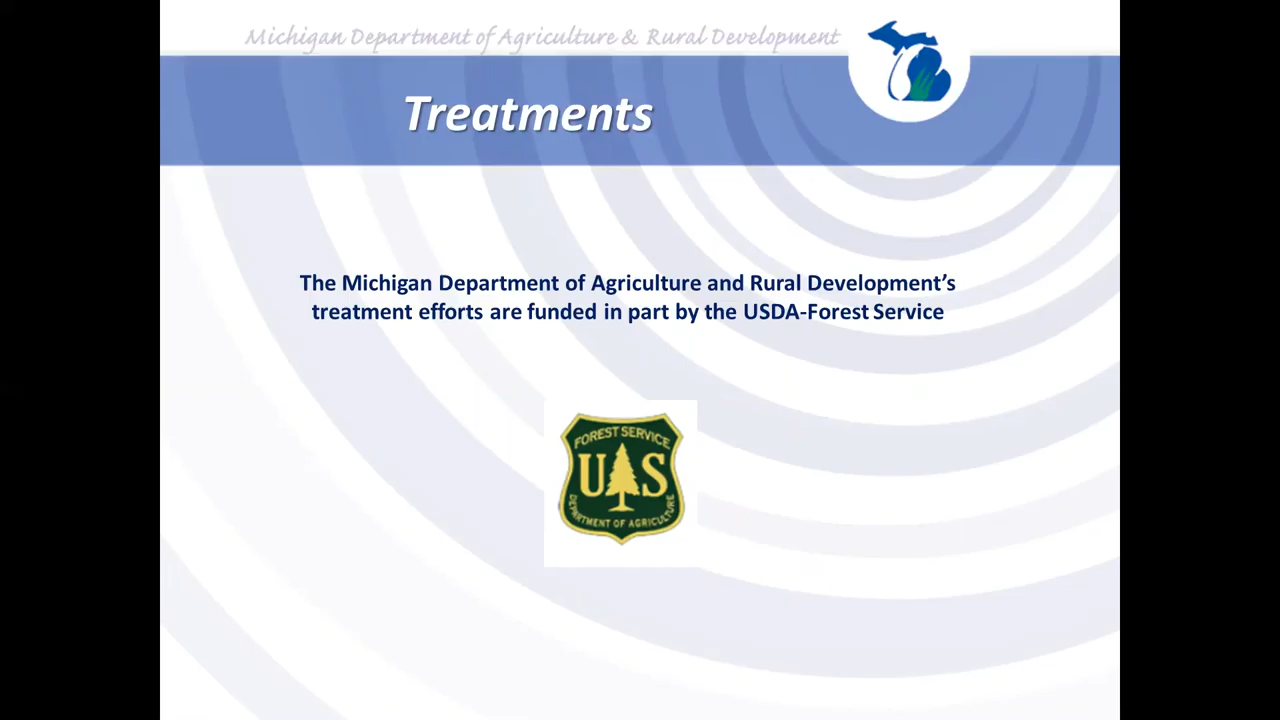 Michigan Department of Agriculture & Rural Development
Treatments
The Michigan Department of Agriculture and Rural Development’s
treatment efforts are funded in part by the USDA-Forest Service
FOREST SERVICE
U S
DEPARTMENT OF AGRICULTURE